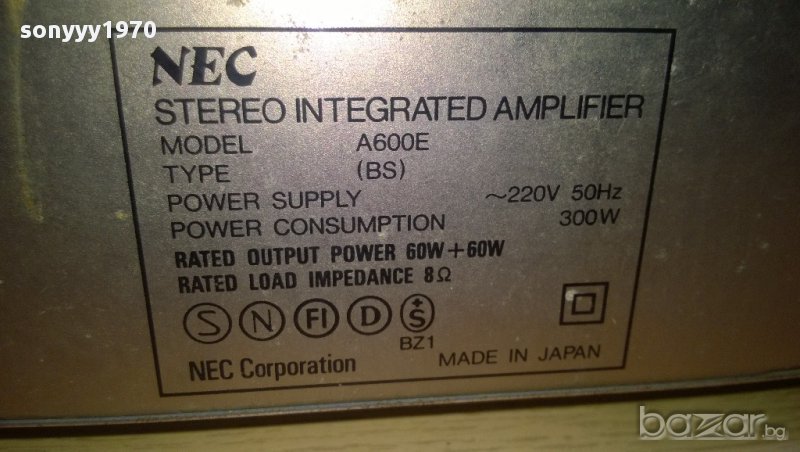 sonyyy1970
NEC
STEREO INTEGRATED AMPLIFIER
MODEL A600E
TYPE (BS)
POWER SUPPLY ~220V 50Hz
POWER CONSUMPTION 300W
RATED OUTPUT POWER 60W+60W
RATED LOAD IMPEDANCE 8Ω
S N FI D S
BZ1
NEC Corporation MADE IN JAPAN
bazar.bg